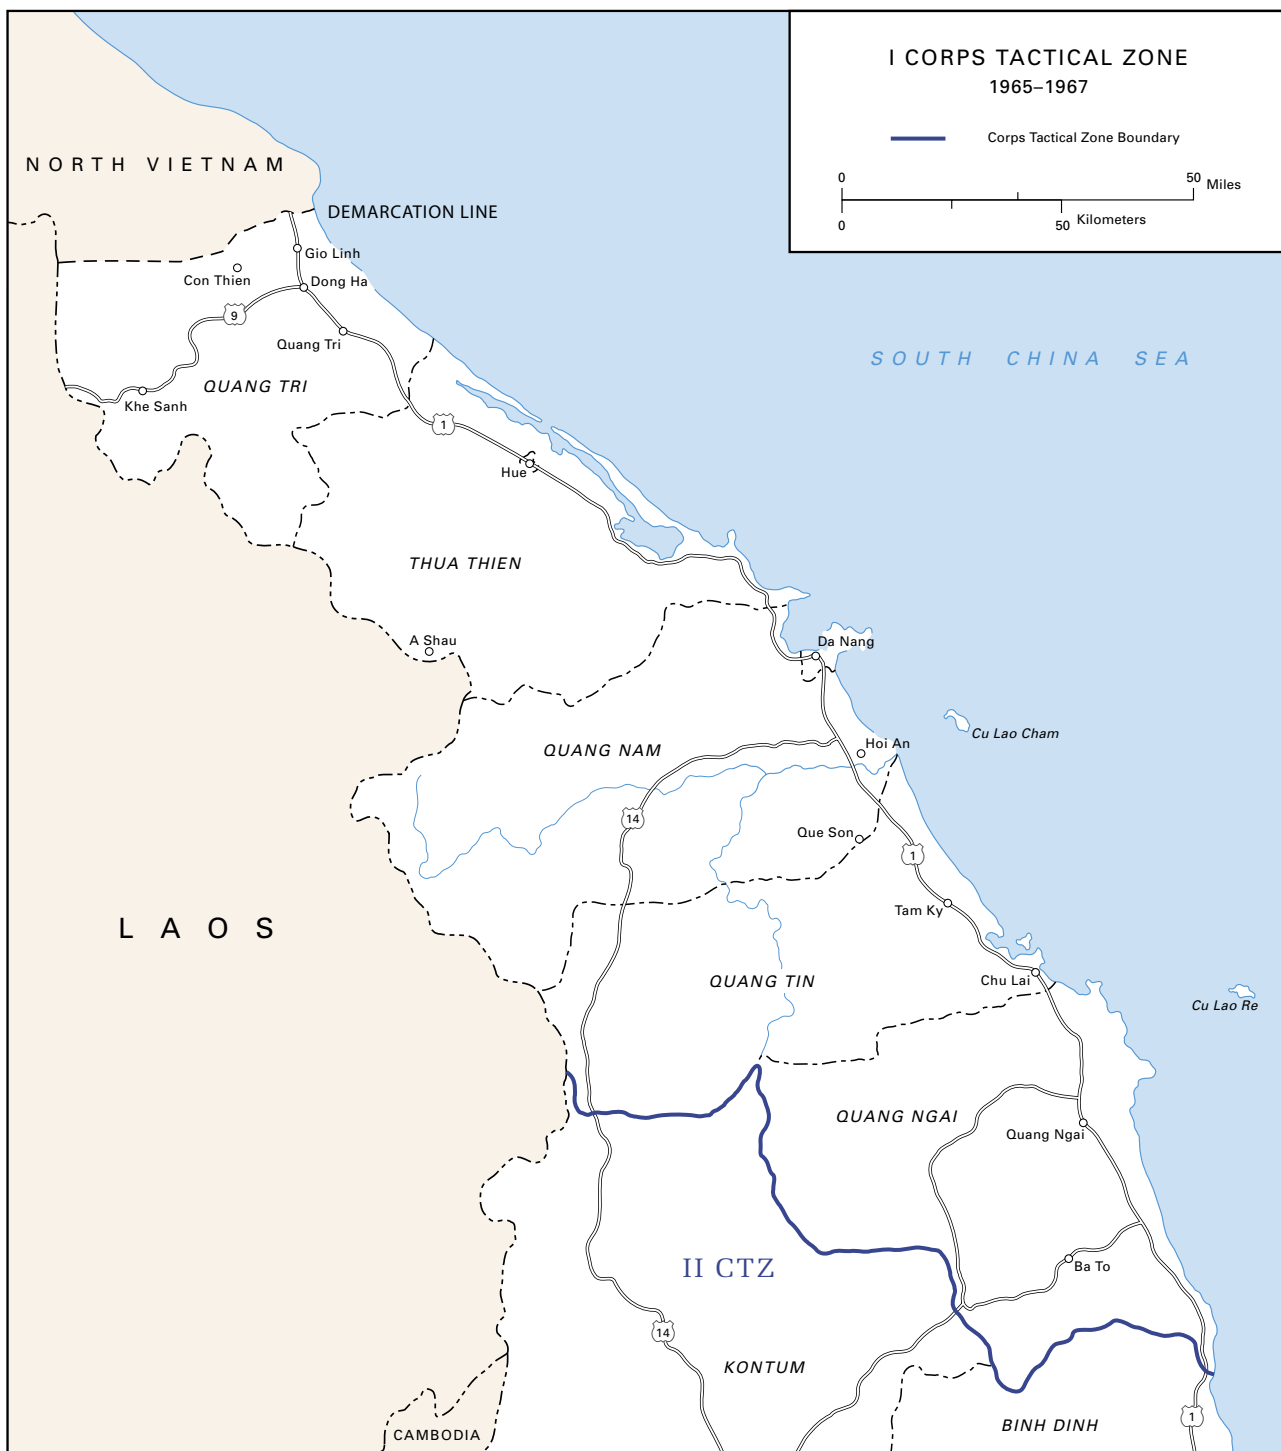 I CORPS TACTICAL ZONE
1965–1967
Corps Tactical Zone Boundary
0 50 Miles
0 50 Kilometers
NORTH VIETNAM
DEMARCATION LINE
Gio Linh
Con Thien
Dong Ha
9
Quang Tri
SOUTH CHINA SEA
QUANG TRI
Khe Sanh
1
Hue
THUA THIEN
A Shau
Da Nang
Cu Lao Cham
Hoi An
QUANG NAM
14
Que Son
1
Tam Ky
LAOS
QUANG TIN
Chu Lai
Cu Lao Re
QUANG NGAI
Quang Ngai
II CTZ
Ba To
14
KONTUM
1
BINH DINH
CAMBODIA